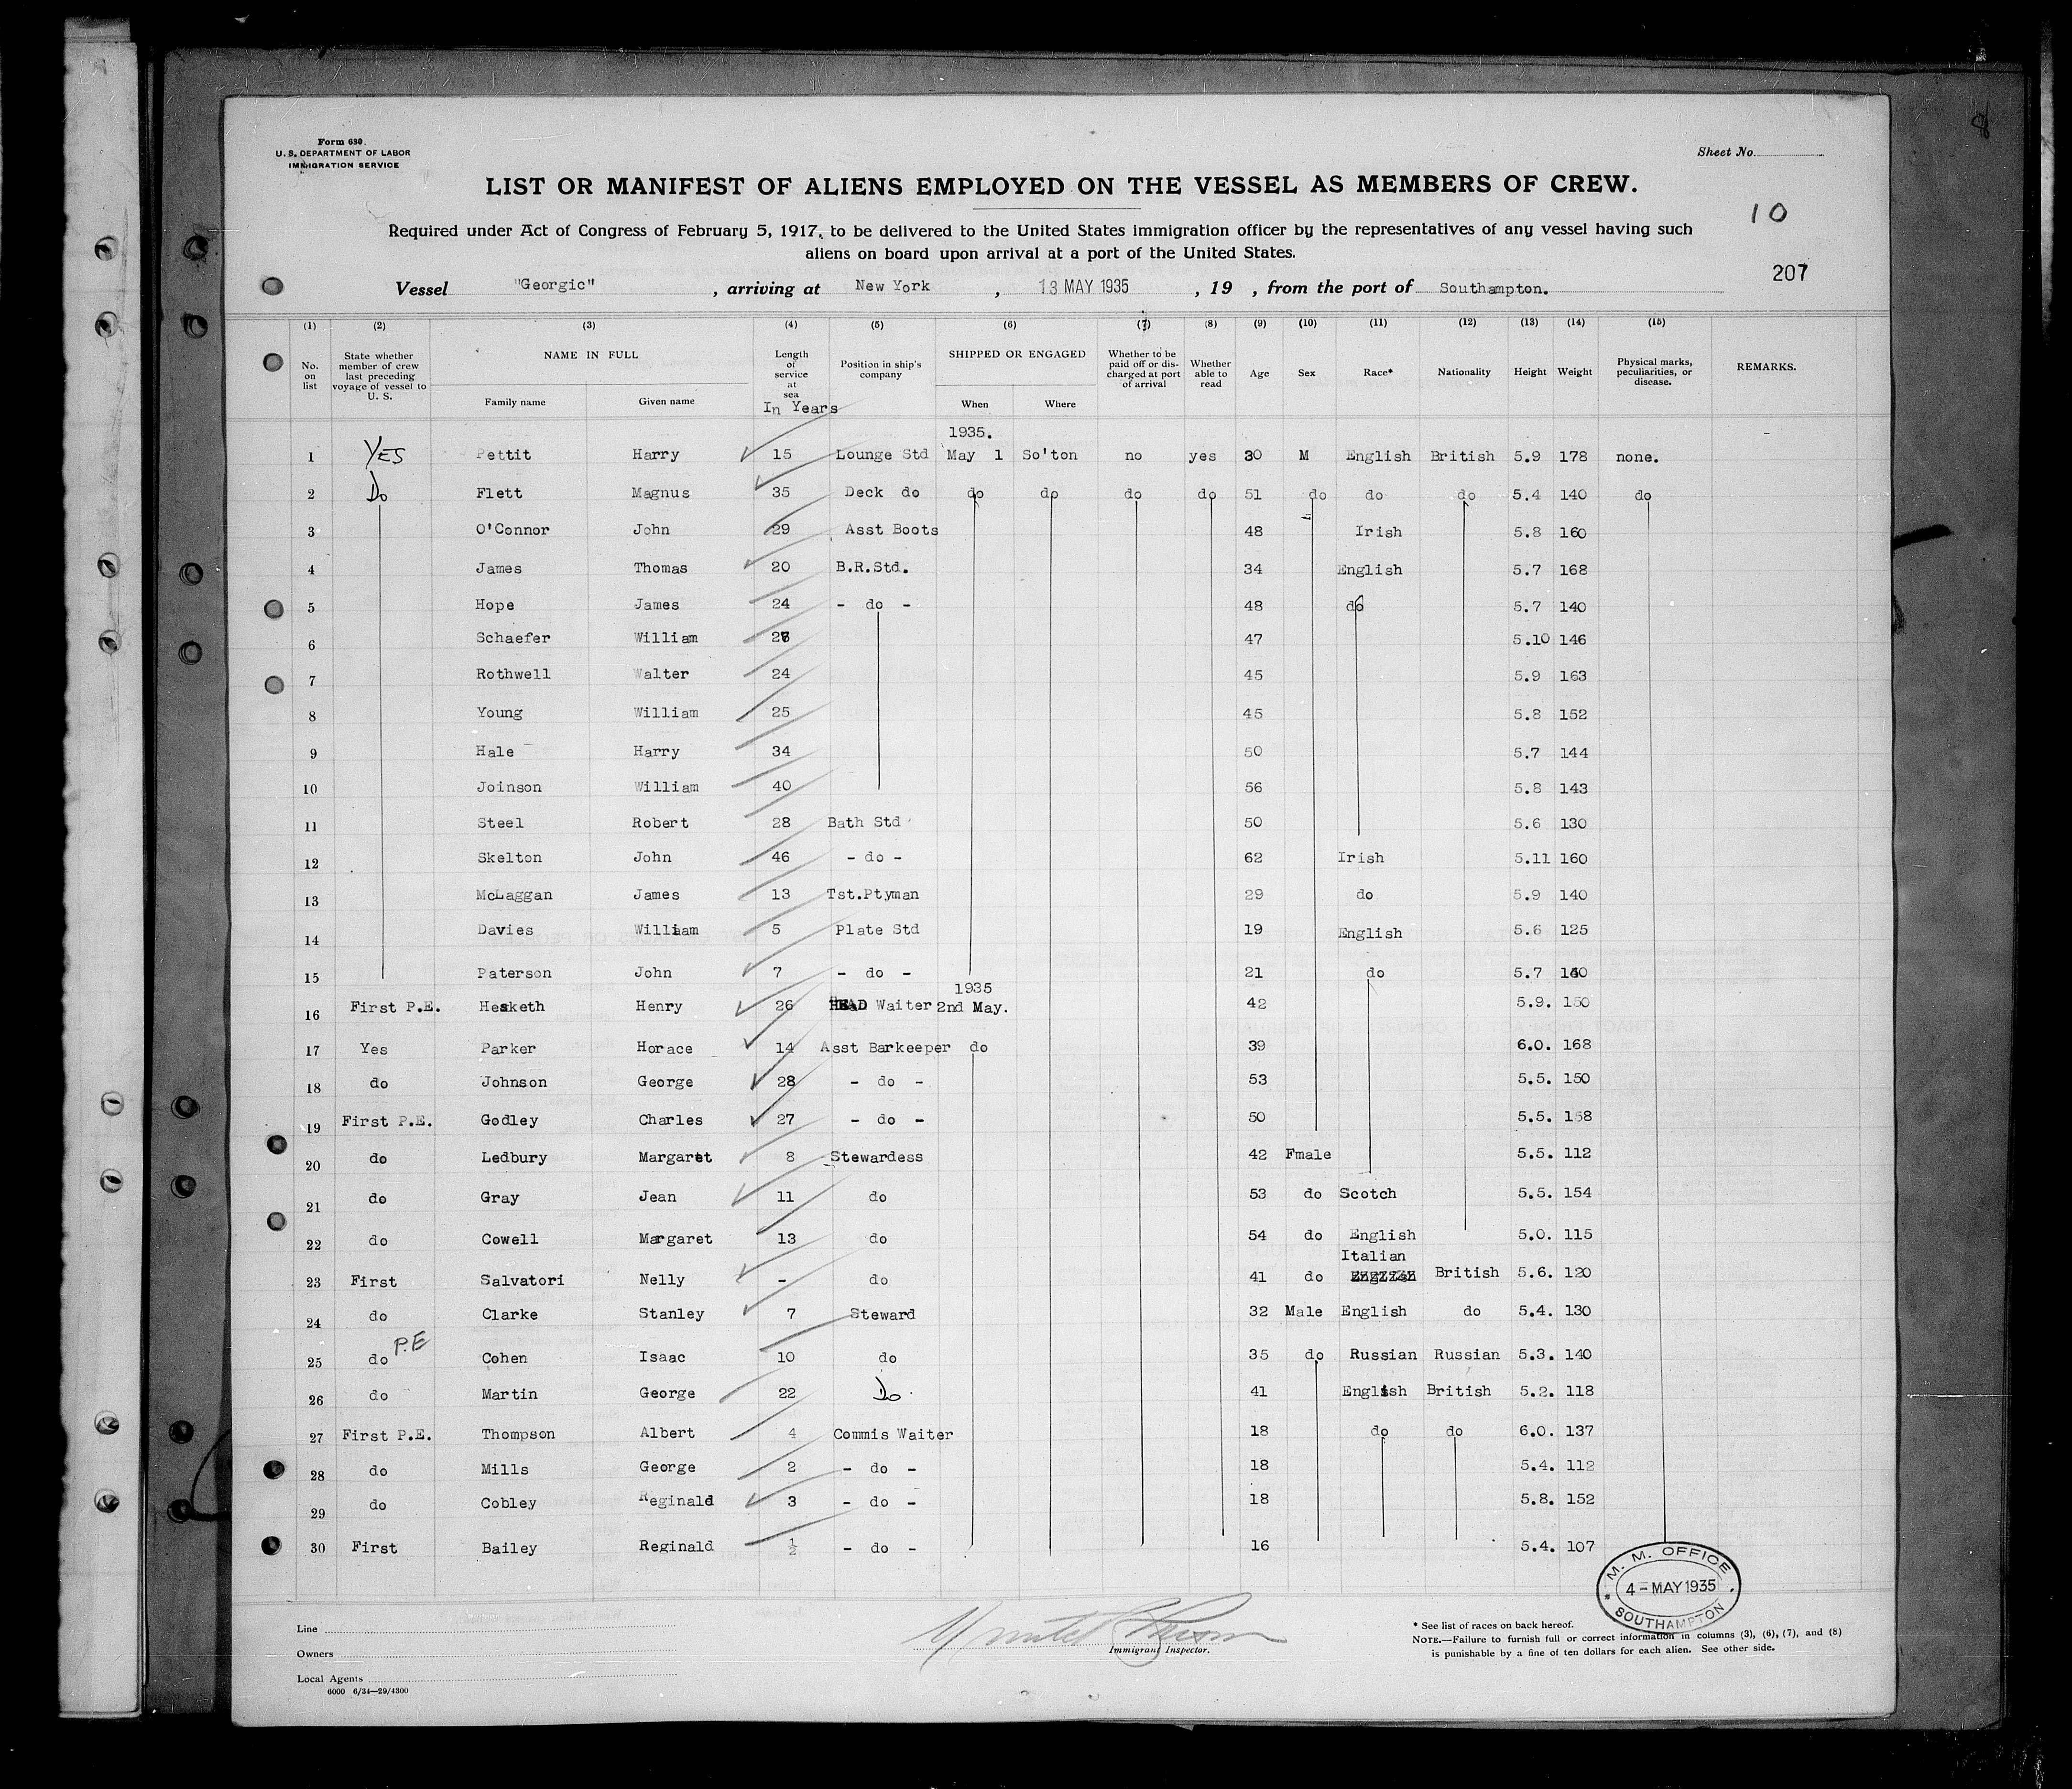 Form 680.
U. S. DEPARTMENT OF LABOR
IMMIGRATION SERVICE
Sheet No.
LIST OR MANIFEST OF ALIENS EMPLOYED ON THE VESSEL AS MEMBERS OF CREW.
10
Required under Act of Congress of February 5, 1917, to be delivered to the United States immigration officer by the representatives of any vessel having such
aliens on board upon arrival at a port of the United States.
207
Vessel "Georgic" , arriving at New York , 13 MAY 1935 , 19 , from the port of Southampton.
(1) (2) (3) (4) (5) (6) (7) (8) (9) (10) (11) (12) (13) (14) (15)
No. on list State whether member of crew last preceding voyage of vessel to U. S. NAME IN FULL Family name Given name Length of service at sea In Years Position in ship's company SHIPPED OR ENGAGED When Where Whether to be paid off or discharged at port of arrival Whether able to read Age Sex Race* Nationality Height Weight Physical marks, peculiarities, or disease. REMARKS.
1935.
1 YES Pettit Harry 15 Lounge Std May 1 So'ton no yes 30 M English British 5.9 178 none.
2 Do Flett Magnus 35 Deck do do do do do 51 do do do 5.4 140 do
3 O'Connor John 29 Asst Boots 48 Irish 5.8 160
4 James Thomas 20 B.R.Std. 34 English 5.7 168
5 Hope James 24 - do - 48 do 5.7 140
6 Schaefer William 47 5.10 146
7 Rothwell Walter 24 45 5.9 163
8 Young William 25 45 5.8 152
9 Hale Harry 34 50 5.7 144
10 Joinson William 40 56 5.8 143
11 Steel Robert 28 Bath Std 50 5.6 130
12 Skelton John 46 - do - 62 Irish 5.11 160
13 McLaggan James 13 Tst.Ptyman 29 do 5.9 140
14 Davies William 5 Plate Std 19 English 5.6 125
15 Paterson John 7 - do - 21 do 5.7
1935
16 First P.E. Hesketh Henry 26 HEAD Waiter 2nd May. 42 5.9. 150
17 Yes Parker Horace 14 Asst Barkeeper do 39 6.0. 168
18 do Johnson George 28 - do - 53 5.5. 150
19 First P.E. Godley Charles 27 - do - 50 5.5. 158
20 do Ledbury Margaret 8 Stewardess 42 Fmale 5.5. 112
21 do Gray Jean 11 do 53 do Scotch 5.5. 154
22 do Cowell Margaret 13 do 54 do English 5.0. 115
Italian
23 First Salvatori Nelly - do 41 do British 5.6. 120
24 do Clarke Stanley 7 Steward 32 Male English do 5.4. 130
25 do P.E Cohen Isaac 10 do 35 do Russian Russian 5.3. 140
26 do Martin George 22 Do 41 English British 5.2. 118
27 First P.E. Thompson Albert 4 Commis Waiter 18 do do 6.0. 137
28 do Mills George 2 - do - 18 5.4. 112
29 do Cobley Reginald 3 - do - 18 5.8. 152
30 First Bailey Reginald ½ - do - 16 5.4. 107
M. M. OFFICE
4 - MAY 1935
SOUTHAMPTON
Line
Owners
Local Agents
6000 6/34—29/4300
Immigrant Inspector.
* See list of races on back hereof.
NOTE.—Failure to furnish full or correct information in columns (3), (6), (7), and (8)
is punishable by a fine of ten dollars for each alien. See other side.